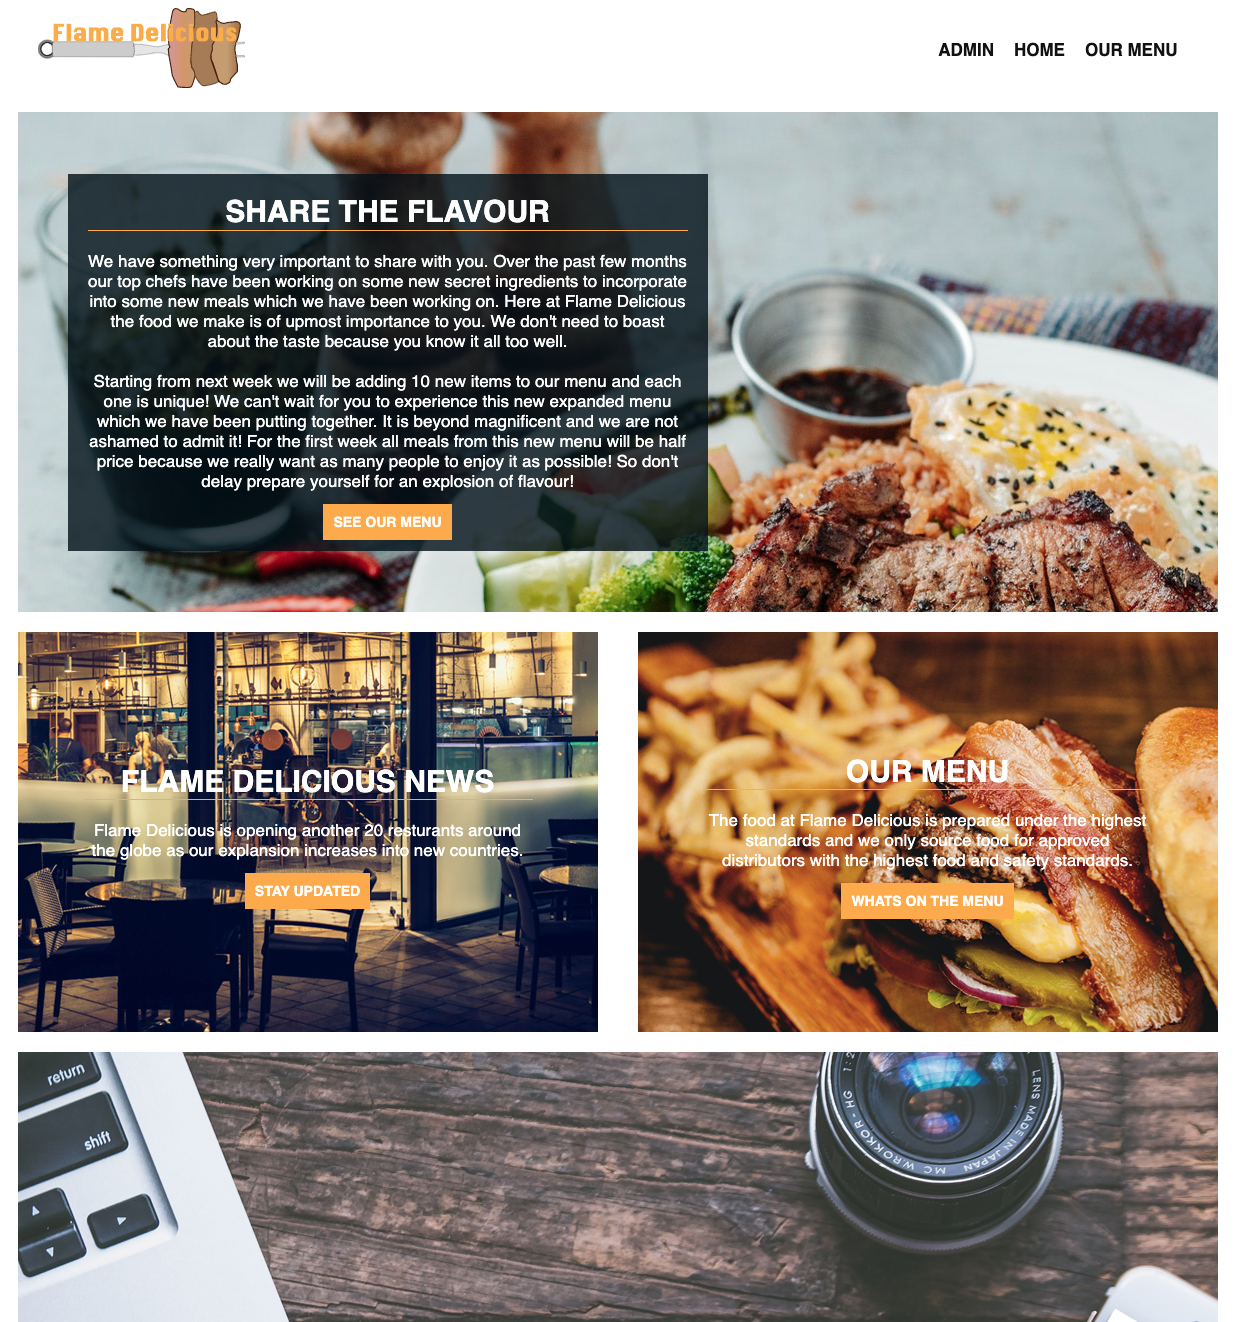 Flame Delicious
ADMIN HOME OUR MENU
SHARE THE FLAVOUR
We have something very important to share with you. Over the past few months
our top chefs have been working on some new secret ingredients to incorporate
into some new meals which we have been working on. Here at Flame Delicious
the food we make is of upmost importance to you. We don't need to boast
about the taste because you know it all too well.
Starting from next week we will be adding 10 new items to our menu and each
one is unique! We can't wait for you to experience this new expanded menu
which we have been putting together. It is beyond magnificent and we are not
ashamed to admit it! For the first week all meals from this new menu will be half
price because we really want as many people to enjoy it as possible! So don't
delay prepare yourself for an explosion of flavour!
SEE OUR MENU
FLAME DELICIOUS NEWS
Flame Delicious is opening another 20 resturants around
the globe as our explansion increases into new countries.
STAY UPDATED
OUR MENU
The food at Flame Delicious is prepared under the highest
standards and we only source food for approved
distributors with the highest food and safety standards.
WHATS ON THE MENU
return
shift
MC W.ROKKOR-HG 1:2
LENS MADE IN JAPAN